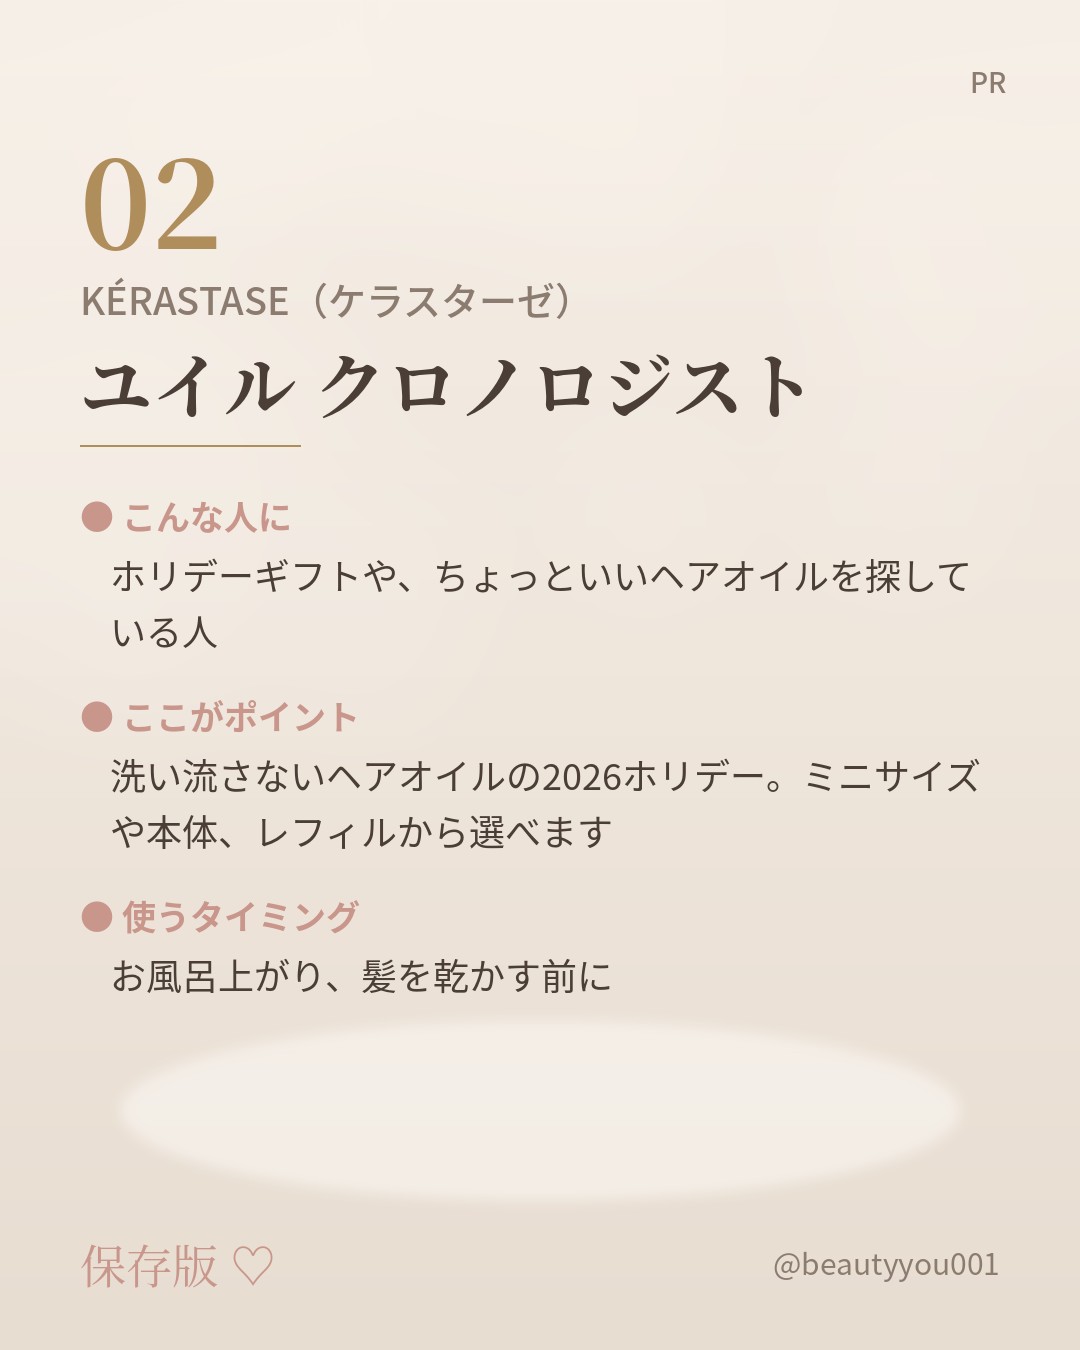 PR
02
KÉRASTASE（ケラスターゼ）
ユイル クロノロジスト
● こんな人に
ホリデーギフトや、ちょっといいヘアオイルを探して
いる人
● ここがポイント
洗い流さないヘアオイルの2026ホリデー。ミニサイズ
や本体、レフィルから選べます
● 使うタイミング
お風呂上がり、髪を乾かす前に
保存版 ♡
@beautyyou001